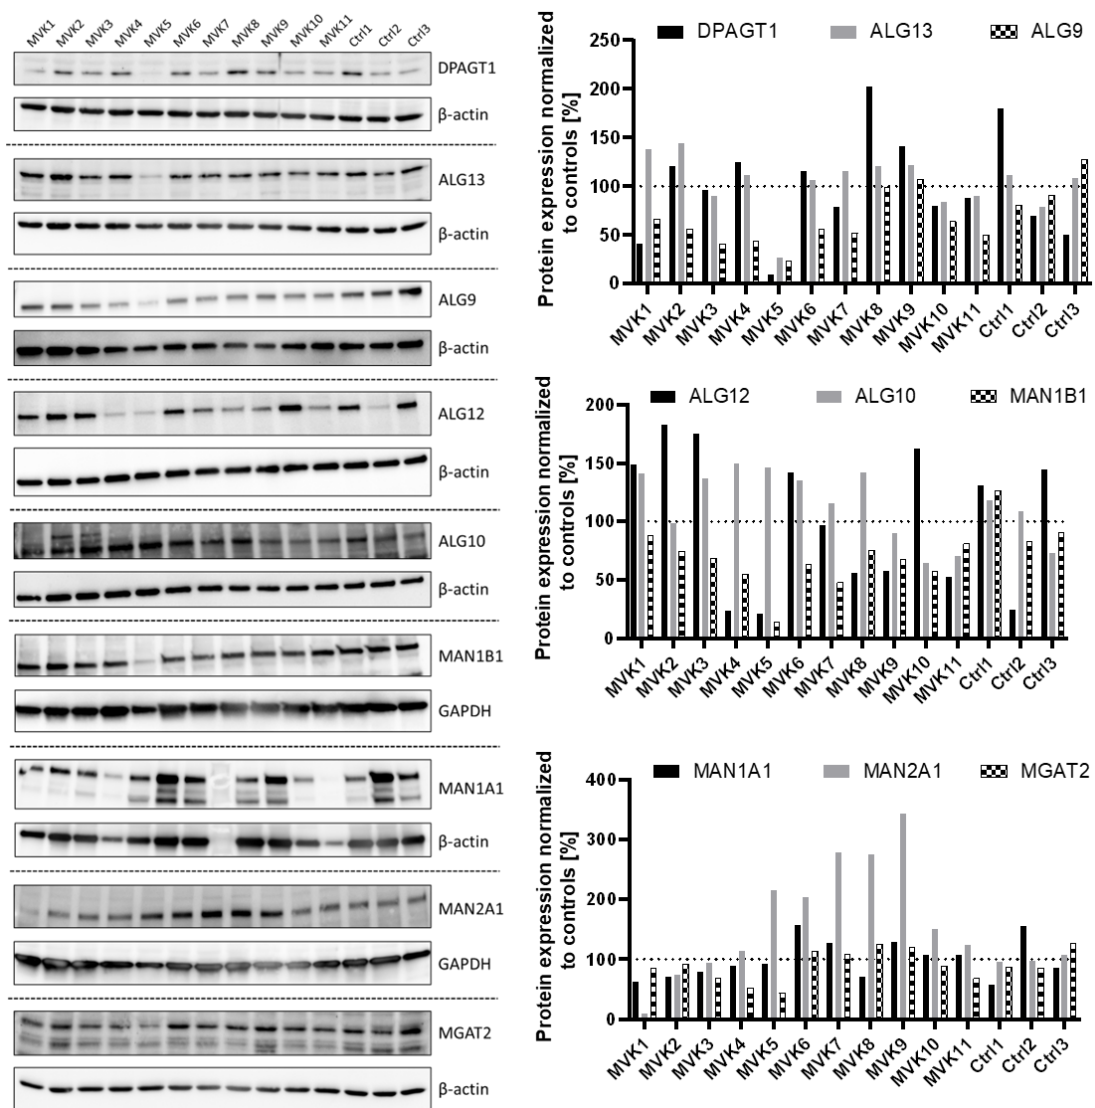 MVK1 MVK2 MVK3 MVK4 MVK5 MVK6 MVK7 MVK8 MVK9 MVK10 MVK11 Ctrl1 Ctrl2 Ctrl3
DPAGT1
β-actin
ALG13
β-actin
ALG9
β-actin
ALG12
β-actin
ALG10
β-actin
MAN1B1
GAPDH
MAN1A1
β-actin
MAN2A1
GAPDH
MGAT2
β-actin
Protein expression normalized
to controls [%]
DPAGT1 ALG13 ALG9
250
200
150
100
50
0
MVK1 MVK2 MVK3 MVK4 MVK5 MVK6 MVK7 MVK8 MVK9 MVK10 MVK11 Ctrl1 Ctrl2 Ctrl3
Protein expression normalized
to controls [%]
ALG12 ALG10 MAN1B1
200
150
100
50
0
MVK1 MVK2 MVK3 MVK4 MVK5 MVK6 MVK7 MVK8 MVK9 MVK10 MVK11 Ctrl1 Ctrl2 Ctrl3
Protein expression normalized
to controls [%]
MAN1A1 MAN2A1 MGAT2
400
300
200
100
0
MVK1 MVK2 MVK3 MVK4 MVK5 MVK6 MVK7 MVK8 MVK9 MVK10 MVK11 Ctrl1 Ctrl2 Ctrl3